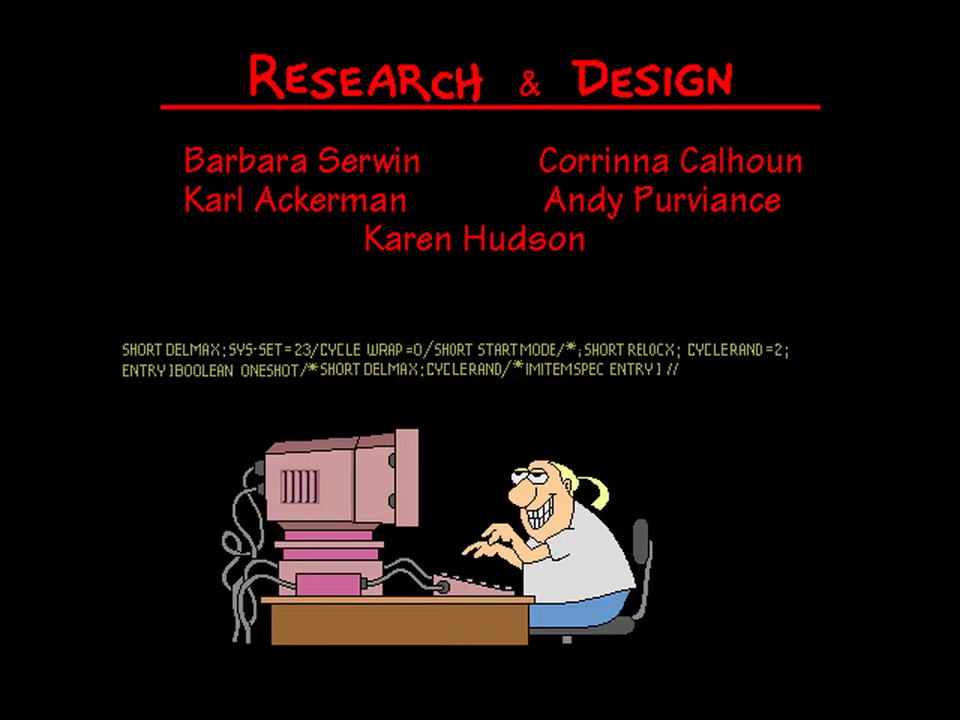 RESEARCH & DESIGN
Barbara Serwin Corrinna Calhoun
Karl Ackerman Andy Purviance
Karen Hudson
SHORT DELMAX;SYS-SET=23/CYCLE WRAP=0/SHORT STARTMODE/*;SHORT RELOCX; CYCLERAND=2;
ENTRY]BOOLEAN ONESHOT/*SHORT DELMAX;CYCLERAND/*IMITEMSPEC ENTRY] //